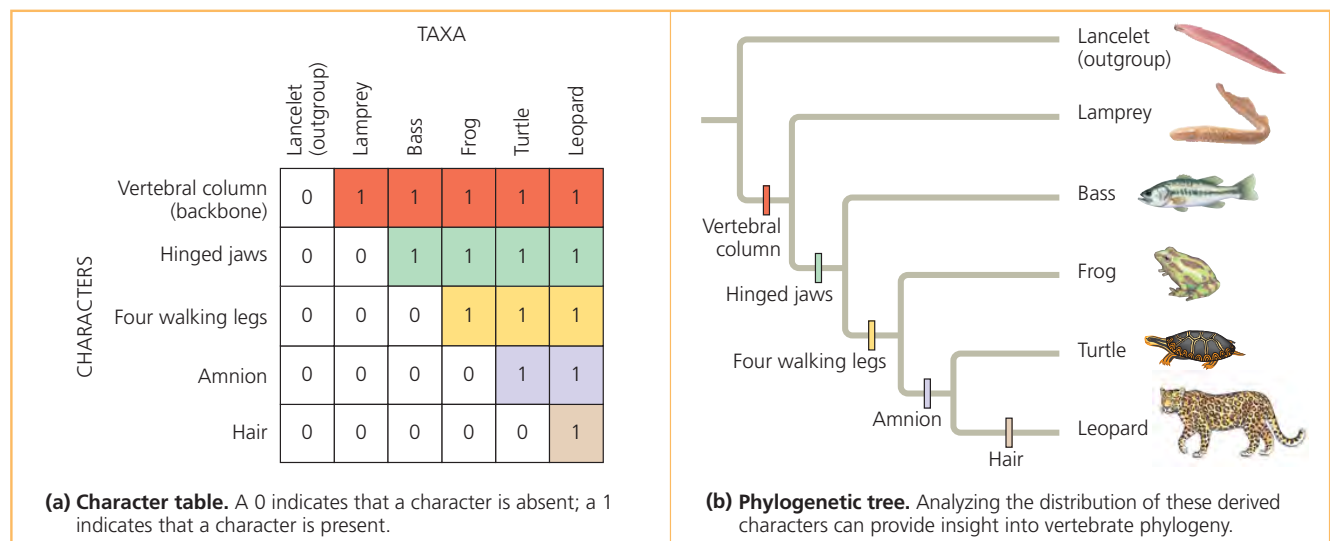 TAXA
Lancelet
(outgroup)
Lamprey
Bass
Frog
Turtle
Leopard
CHARACTERS
Vertebral column
(backbone)
0 1 1 1 1 1
Hinged jaws
0 0 1 1 1 1
Four walking legs
0 0 0 1 1 1
Amnion
0 0 0 0 1 1
Hair
0 0 0 0 0 1
(a) Character table. A 0 indicates that a character is absent; a 1
indicates that a character is present.
Lancelet
(outgroup)
Lamprey
Bass
Vertebral
column
Frog
Hinged jaws
Turtle
Four walking legs
Amnion
Leopard
Hair
(b) Phylogenetic tree. Analyzing the distribution of these derived
characters can provide insight into vertebrate phylogeny.